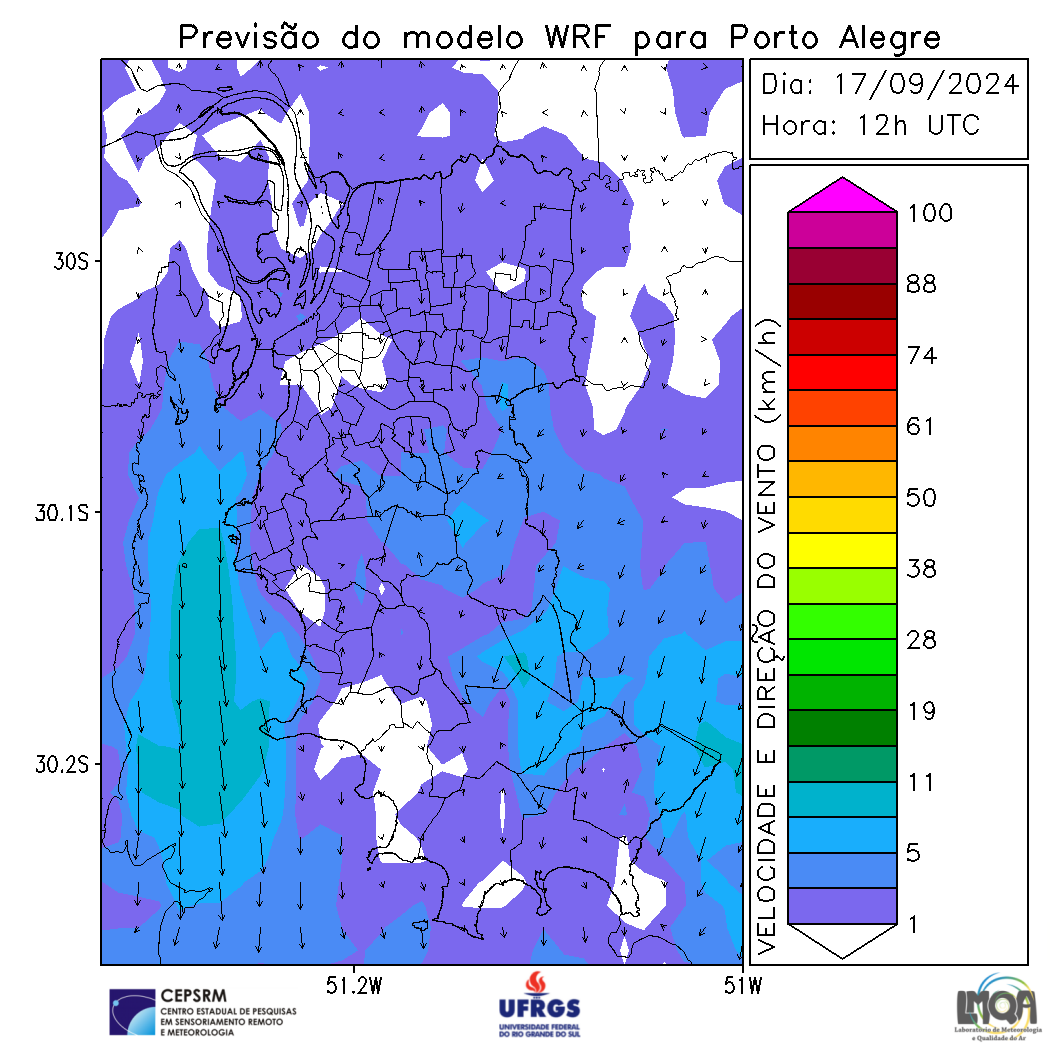 Previsão do modelo WRF para Porto Alegre
Dia: 17/09/2024
Hora: 12h UTC
100
88
74
61
50
38
28
19
11
5
1
VELOCIDADE E DIREÇÃO DO VENTO (km/h)
30S
30.1S
30.2S
51.2W
51W
CEPSRM
CENTRO ESTADUAL DE PESQUISAS
EM SENSORIAMENTO REMOTO
E METEOROLOGIA
UFRGS
UNIVERSIDADE FEDERAL
DO RIO GRANDE DO SUL
LMQA
Laboratório de Meteorologia
e Qualidade do Ar